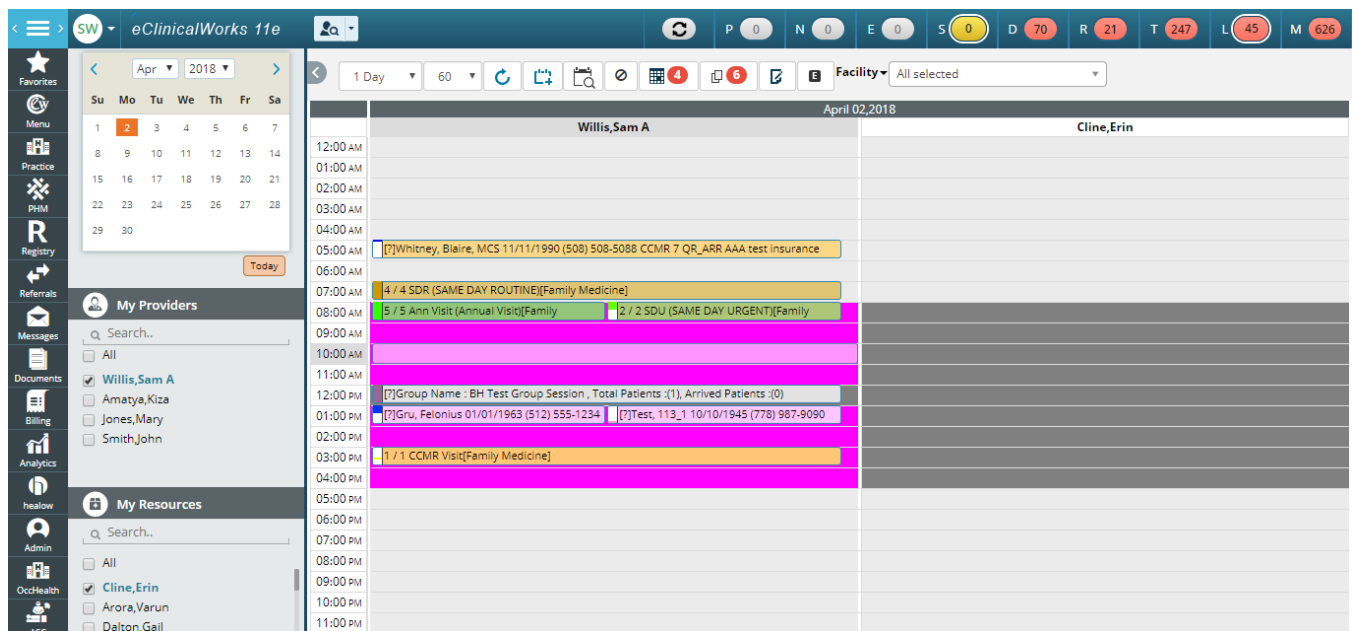 SW eClinicalWorks 11e P 0 N 0 E 0 S 0 D 70 R 21 T 247 L 45 M 626
Favorites
Menu
Practice
PHM
R
Registry
Referrals
Messages
Documents
Billing
Analytics
healow
Admin
OccHealth
Apr 2018
Su Mo Tu We Th Fr Sa
1 2 3 4 5 6 7
8 9 10 11 12 13 14
15 16 17 18 19 20 21
22 23 24 25 26 27 28
29 30
Today
My Providers
Search..
All
Willis,Sam A
Amatya,Kiza
Jones,Mary
Smith,John
My Resources
Search..
All
Cline,Erin
Arora,Varun
Dalton,Gail
1 Day 60 4 6 E Facility All selected
April 02,2018
Willis,Sam A Cline,Erin
12:00 AM
01:00 AM
02:00 AM
03:00 AM
04:00 AM
05:00 AM [?]Whitney, Blaire, MCS 11/11/1990 (508) 508-5088 CCMR 7 QR_ARR AAA test insurance
06:00 AM
07:00 AM 4 / 4 SDR (SAME DAY ROUTINE)[Family Medicine]
08:00 AM 5 / 5 Ann Visit (Annual Visit)[Family 2 / 2 SDU (SAME DAY URGENT)[Family
09:00 AM
10:00 AM
11:00 AM
12:00 PM [?]Group Name : BH Test Group Session , Total Patients :(1), Arrived Patients :(0)
01:00 PM [?]Gru, Felonius 01/01/1963 (512) 555-1234 [?]Test, 113_1 10/10/1945 (778) 987-9090
02:00 PM
03:00 PM 1 / 1 CCMR Visit[Family Medicine]
04:00 PM
05:00 PM
06:00 PM
07:00 PM
08:00 PM
09:00 PM
10:00 PM
11:00 PM